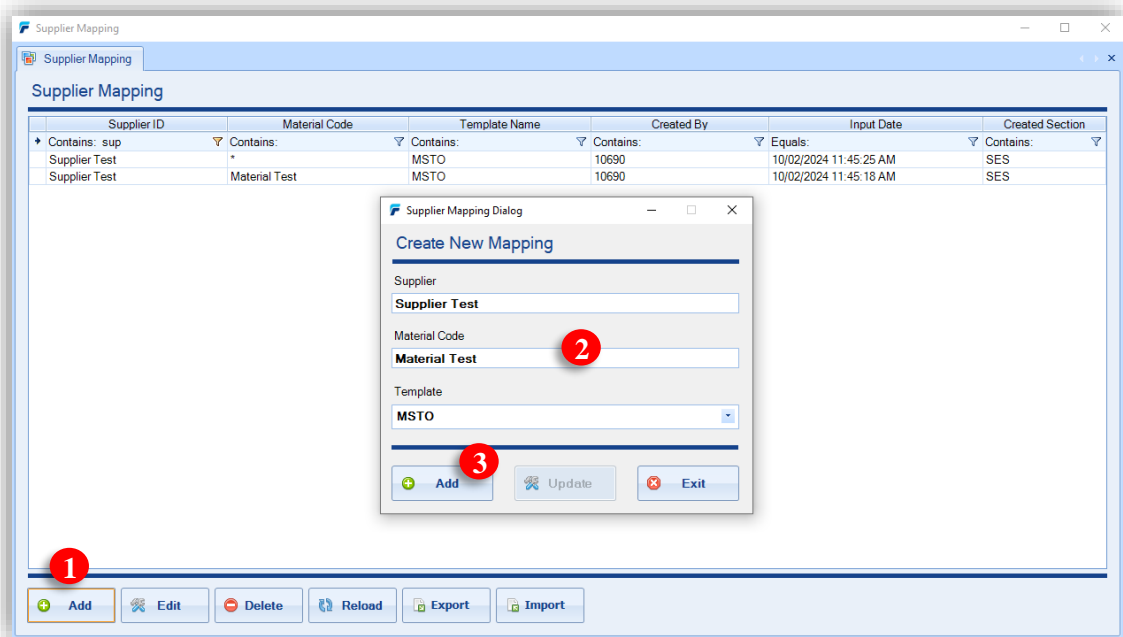 Supplier Mapping
Supplier Mapping
Supplier Mapping
Supplier ID Material Code Template Name Created By Input Date Created Section
Contains: sup Contains: Contains: Contains: Equals: Contains:
Supplier Test * MSTO 10690 10/02/2024 11:45:25 AM SES
Supplier Test Material Test MSTO 10690 10/02/2024 11:45:18 AM SES
Supplier Mapping Dialog
Create New Mapping
Supplier
Supplier Test
Material Code
Material Test
2
Template
MSTO
3
Add Update Exit
1
Add Edit Delete Reload Export Import